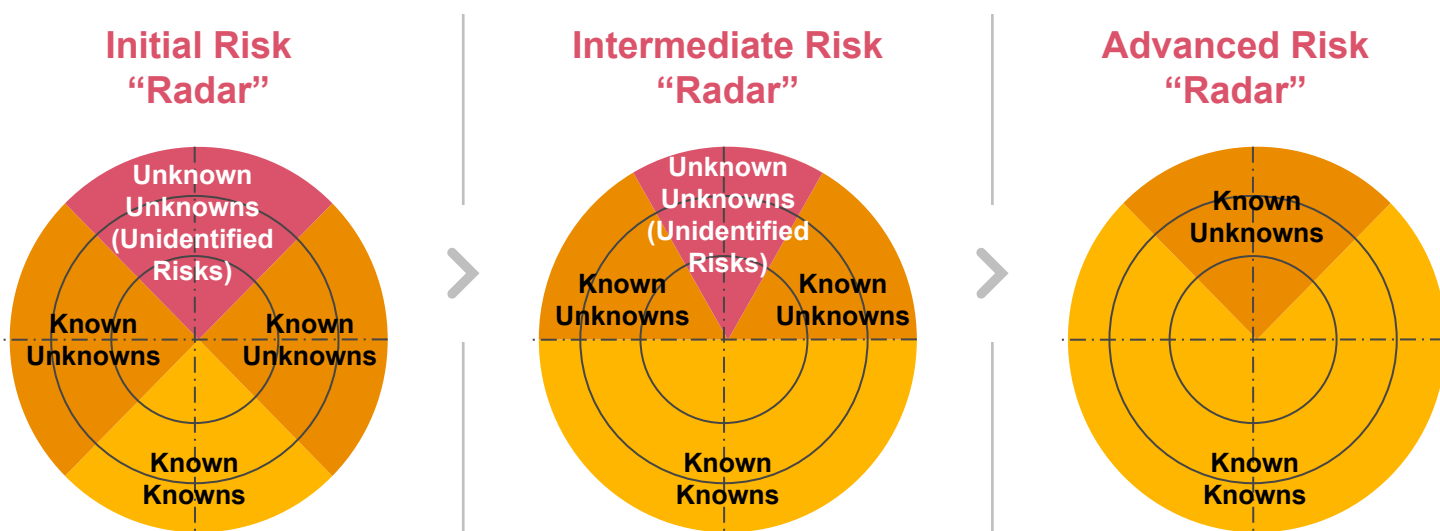 Initial Risk
“Radar”
Unknown
Unknowns
(Unidentified
Risks)
Known
Unknowns
Known
Unknowns
Known
Knowns
Intermediate Risk
“Radar”
Unknown
Unknowns
(Unidentified
Risks)
Known
Unknowns
Known
Unknowns
Known
Knowns
Advanced Risk
“Radar”
Known
Unknowns
Known
Knowns